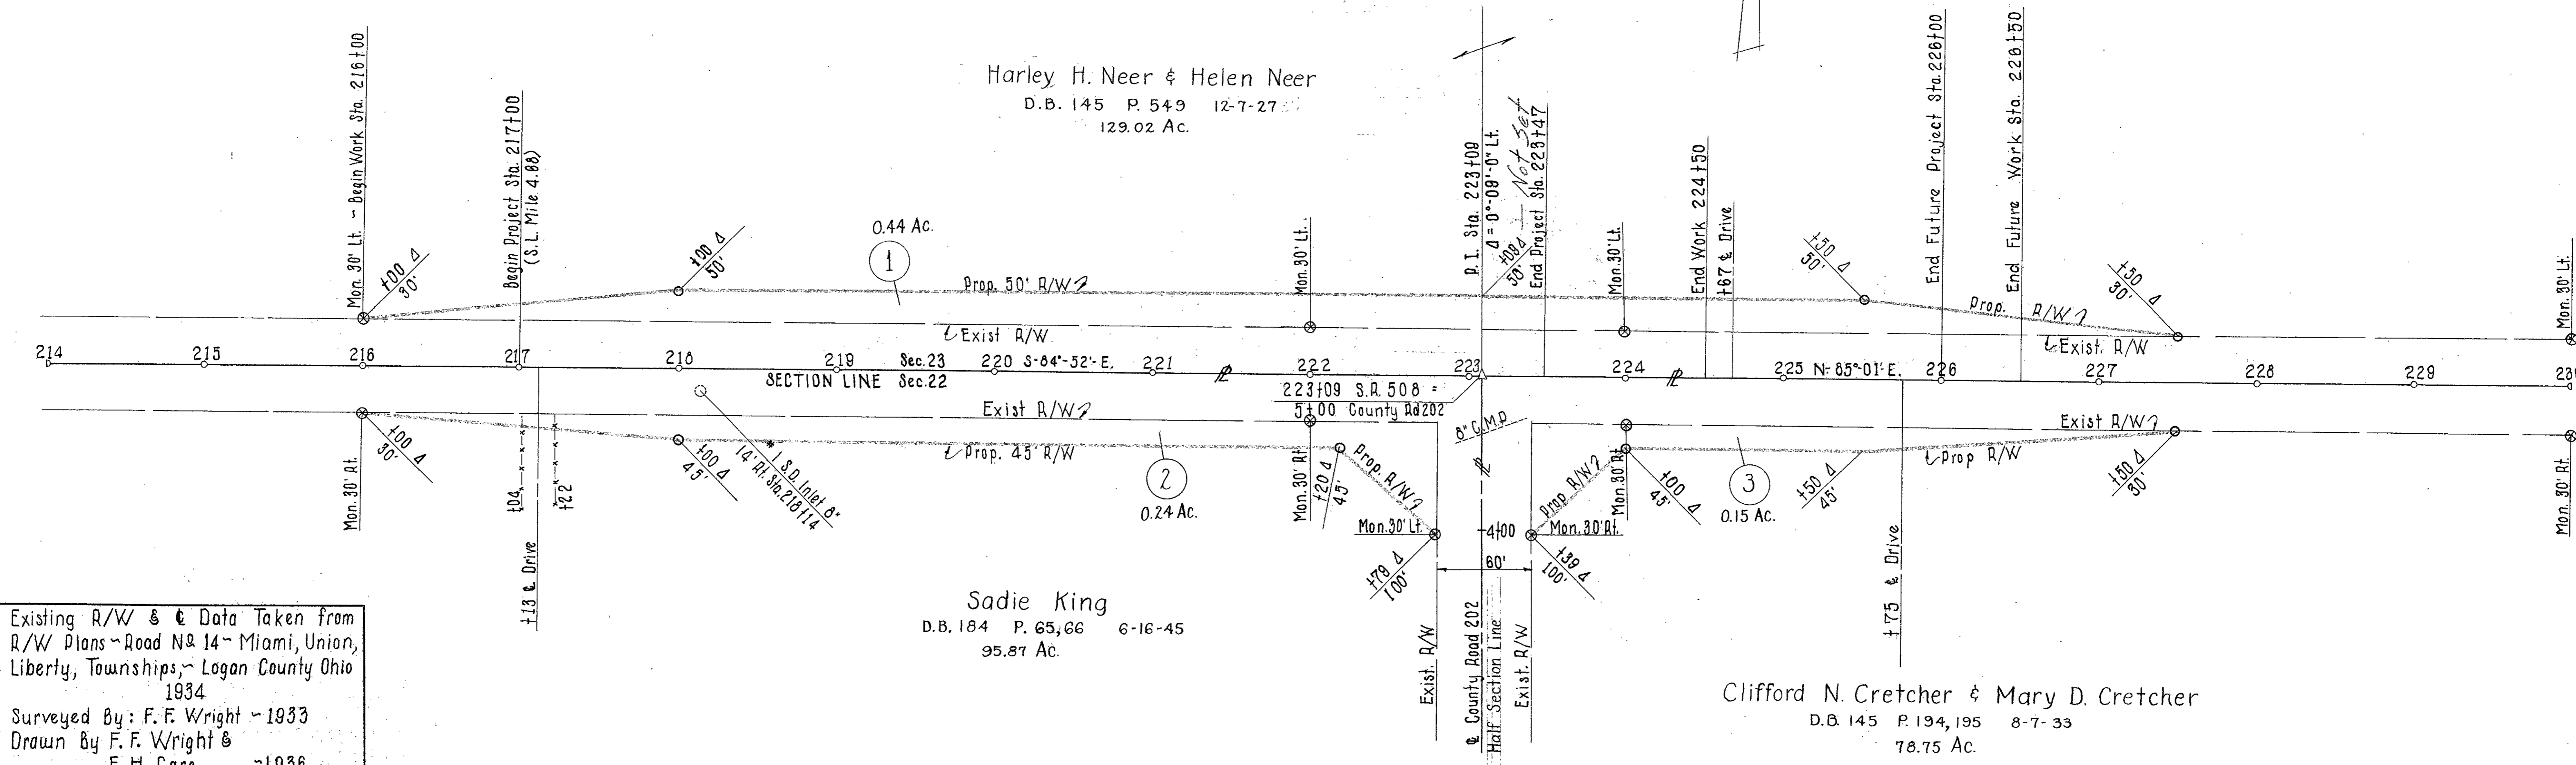 Harley H. Neer & Helen Neer
D.B. 145 P. 549 12-7-27
129.02 Ac.
Mon. 30' Lt. ~ Begin Work Sta. 216+00
Begin Project Sta. 217+00
(S.L. Mile 4.68)
+00 Δ
30'
+00 Δ
50'
0.44 Ac.
1
Prop. 50' R/W
Exist R/W
Mon. 30' Lt.
P.I. Sta. 223+09
Δ = 0°-09'-0" Lt.
Not Set
+09 Δ
50'
End Project Sta. 223+47
Mon. 30' Lt.
End Work 224+50
+67 ℄ Drive
+50 Δ
50'
End Future Project Sta. 226+00
End Future Work Sta. 226+50
Prop. R/W
+50 Δ
30'
Exist. R/W
Mon. 30' Lt.
214 215 216 217 218 219 Sec.23 220 S-84°-52'-E. 221 ⅊ 222 223 224 ⅊ 225 N-85°-01'-E. 226 227 228 229 23
SECTION LINE Sec.22
223+09 S.R. 508 =
5+00 County Rd 202
Exist R/W
8" C.M.P.
Exist R/W
+00 Δ
30'
Mon. 30' Rt.
+04
+22
+13 ℄ Drive
+00 Δ
45'
# 1 S.D. Inlet 8"
14' Rt. Sta. 218+14
Prop. 45' R/W
2
0.24 Ac.
Mon. 30' Rt.
+20 Δ
45'
Prop. R/W
Mon. 30' Lt.
+79 Δ
100'
4+00
60'
Prop. R/W
Mon. 30' Rt.
Mon. 30' Rt.
+39 Δ
100'
+00 Δ
45'
3
0.15 Ac.
+50 Δ
45'
Prop R/W
+50 Δ
30'
Mon. 30' Rt.
+75 ℄ Drive
Exist. R/W
℄ County Road 202
Half Section Line
Exist. R/W
Sadie King
D.B. 184 P. 65,66 6-16-45
95.87 Ac.
Clifford N. Cretcher & Mary D. Cretcher
D.B. 145 P. 194, 195 8-7-33
78.75 Ac.
Existing R/W & ℄ Data Taken from
R/W Plans ~ Road No 14 ~ Miami, Union,
Liberty, Townships, ~ Logan County Ohio
1934
Surveyed By: F. F. Wright ~ 1933
Drawn By F. F. Wright &
~1936